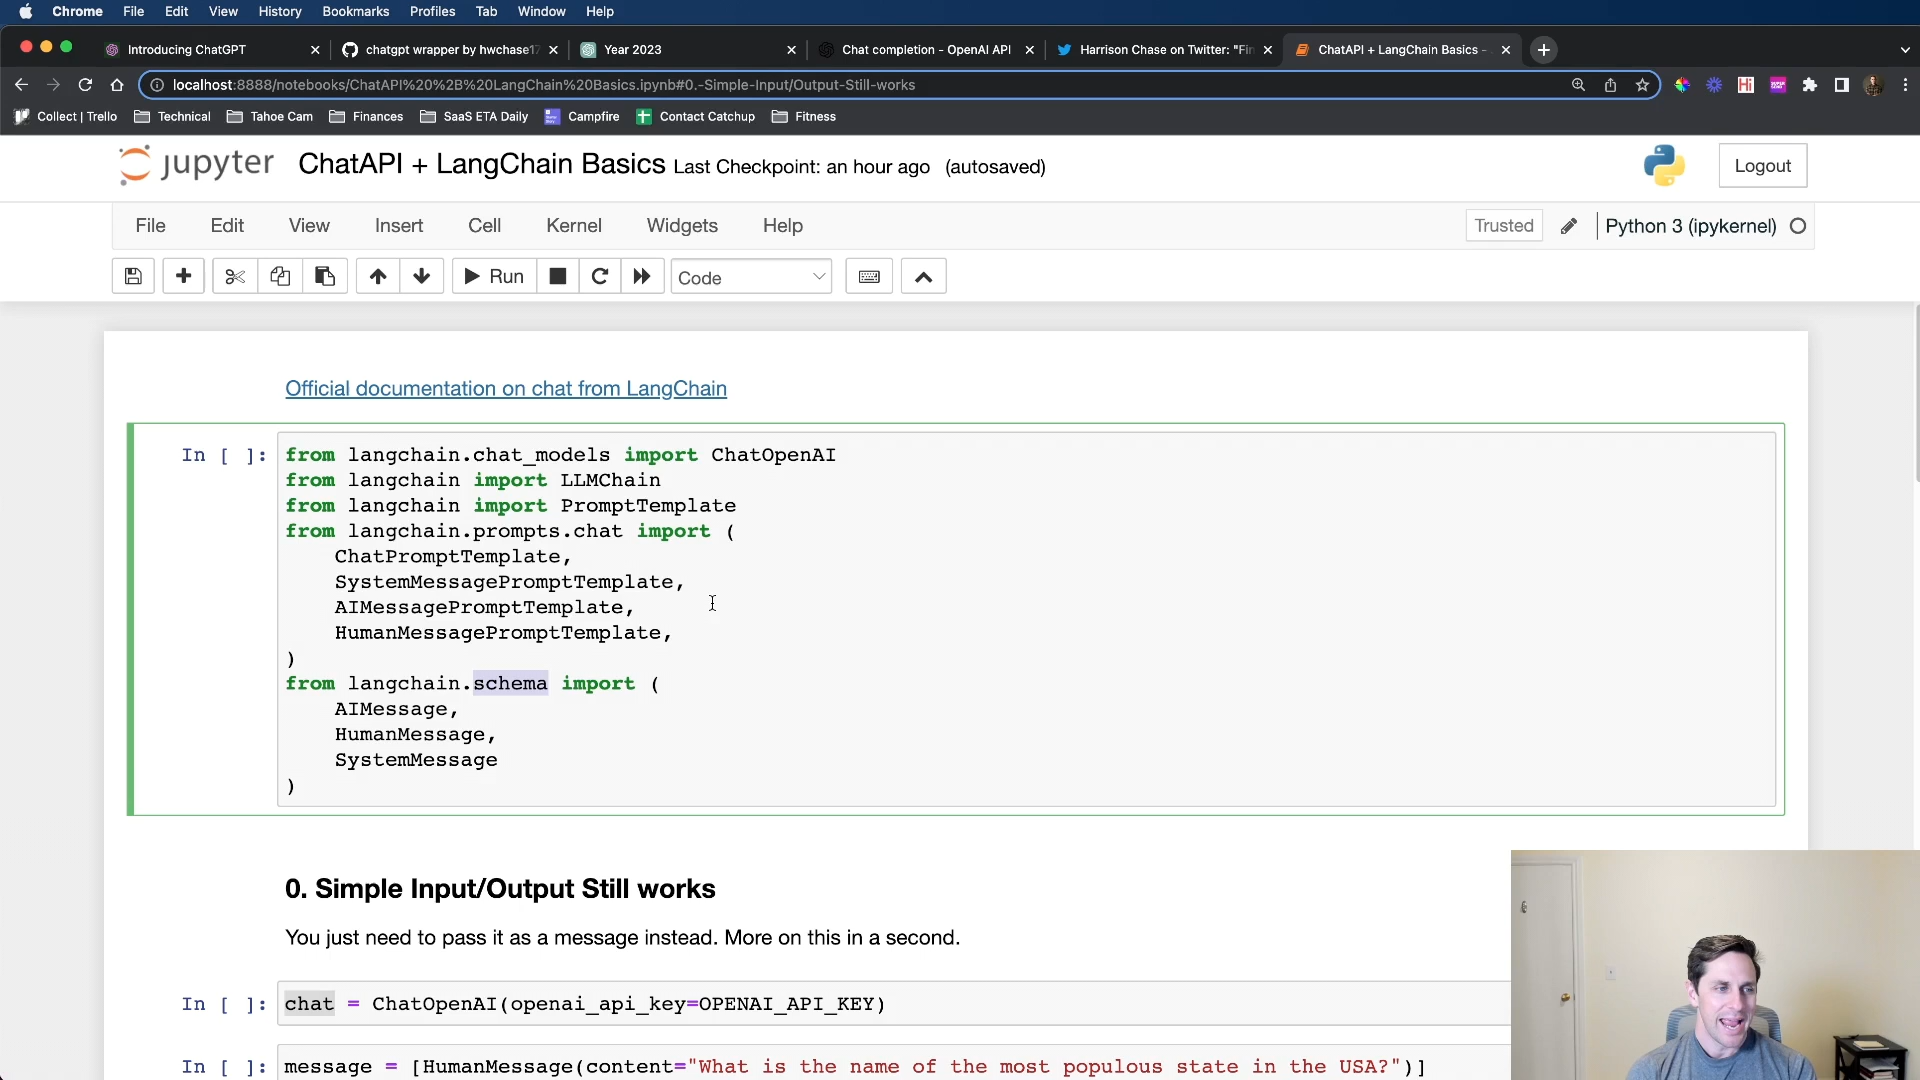 Chrome File Edit View History Bookmarks Profiles Tab Window Help
Introducing ChatGPT
chatgpt wrapper by hwchase17
Year 2023
Chat completion - OpenAI API
Harrison Chase on Twitter: "Fin
ChatAPI + LangChain Basics -
localhost:8888/notebooks/ChatAPI%20%2B%20LangChain%20Basics.ipynb#0.-Simple-Input/Output-Still-works
Collect | Trello Technical Tahoe Cam Finances SaaS ETA Daily Campfire Contact Catchup Fitness
jupyter ChatAPI + LangChain Basics Last Checkpoint: an hour ago (autosaved) Logout
File Edit View Insert Cell Kernel Widgets Help Trusted Python 3 (ipykernel)
Run Code
Official documentation on chat from LangChain
In [ ]: from langchain.chat_models import ChatOpenAI
from langchain import LLMChain
from langchain import PromptTemplate
from langchain.prompts.chat import (
ChatPromptTemplate,
SystemMessagePromptTemplate,
AIMessagePromptTemplate,
HumanMessagePromptTemplate,
)
from langchain.schema import (
AIMessage,
HumanMessage,
SystemMessage
)
0. Simple Input/Output Still works
You just need to pass it as a message instead. More on this in a second.
In [ ]: chat = ChatOpenAI(openai_api_key=OPENAI_API_KEY)
In [ ]: message = [HumanMessage(content="What is the name of the most populous state in the USA?")]